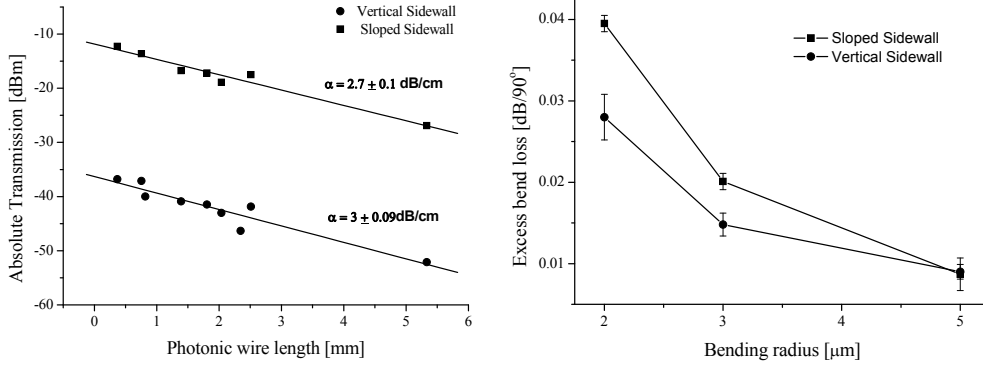 Vertical Sidewall
Sloped Sidewall
-10
-20
-30
-40
-50
-60
Absolute Transmission [dBm]
α = 2.7 ± 0.1 dB/cm
α = 3 ± 0.09dB/cm
0 1 2 3 4 5 6
Photonic wire length [mm]
0.04
0.03
0.02
0.01
Excess bend loss [dB/90°]
Sloped Sidewall
Vertical Sidewall
2 3 4 5
Bending radius [μm]